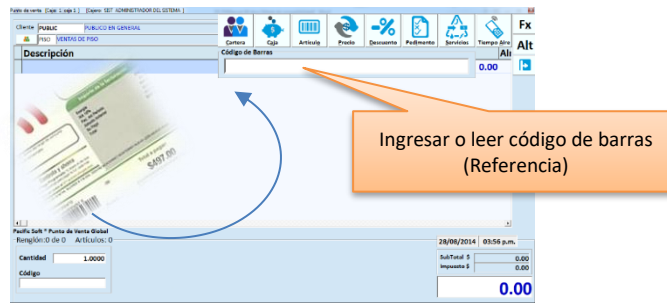 Punto de venta [Caja: 1, caja 1 ] [Cajero: SIST ADMINISTRADOR DEL SISTEMA ]
Cliente PUBLIC PUBLICO EN GENERAL
PISO VENTAS DE PISO
Cartera Caja Artículo Precio Descuento Pedimento Servicios Tiempo Aire
Fx
Alt
Descripción
Código de Barras
0.00
Ingresar o leer código de barras
(Referencia)
$497.00
Pacific Soft * Punto de Venta Global
Renglón:0 de 0 Artículos: 0
28/08/2014 03:56 p.m.
Cantidad 1.0000
SubTotal $ 0.00
Impuesto $ 0.00
Código
0.00